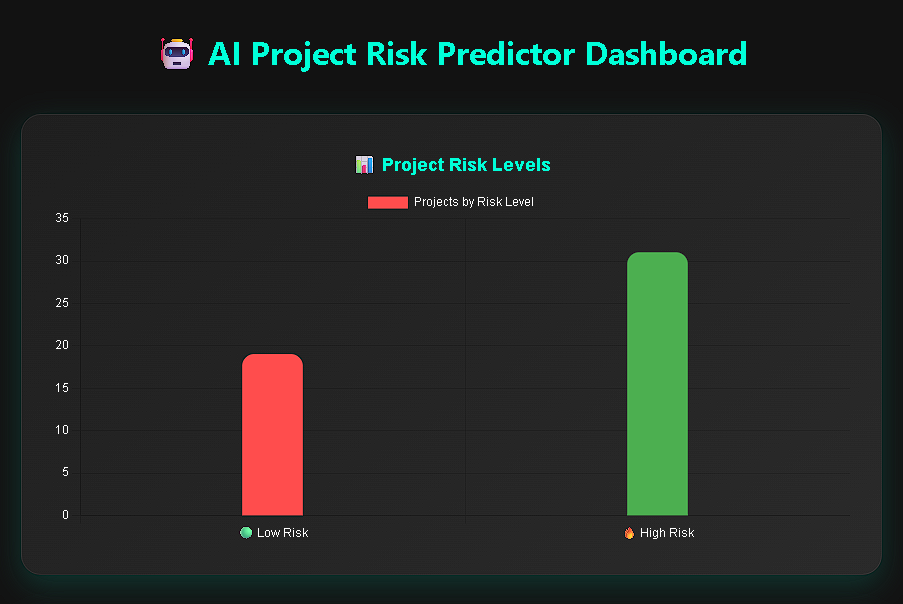 🤖 AI Project Risk Predictor Dashboard
📊 Project Risk Levels
Projects by Risk Level
35
30
25
20
15
10
5
0
🟢 Low Risk
🔥 High Risk